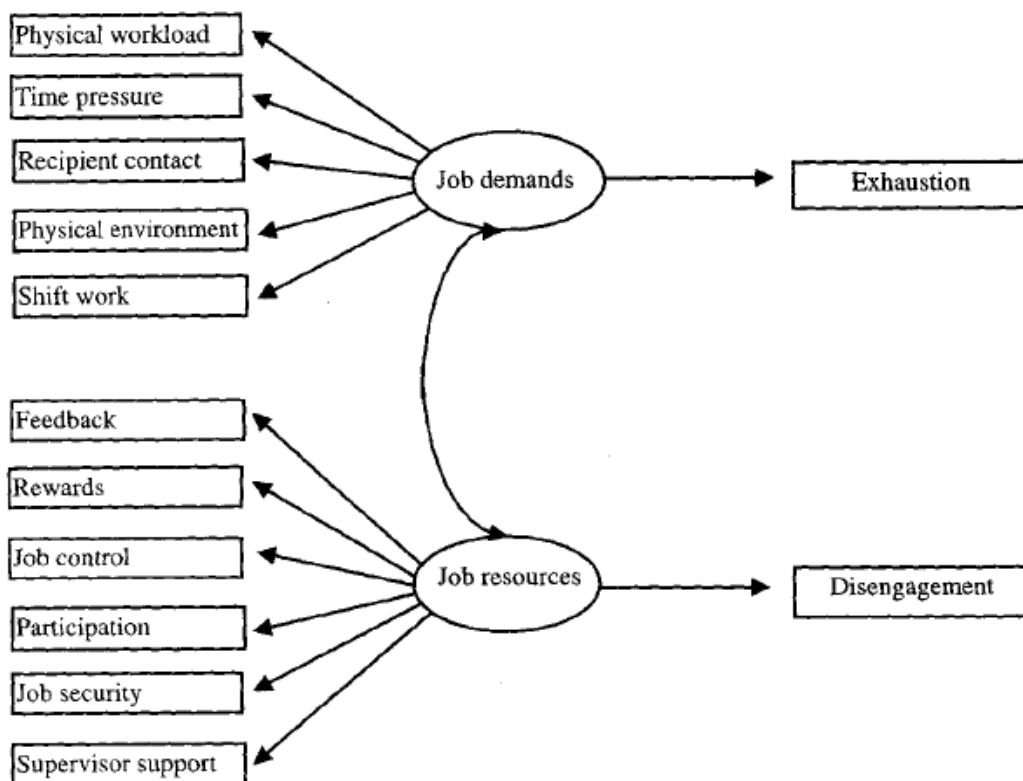 Physical workload
Time pressure
Recipient contact
Physical environment
Shift work
Job demands
Exhaustion
Feedback
Rewards
Job control
Participation
Job security
Supervisor support
Job resources
Disengagement